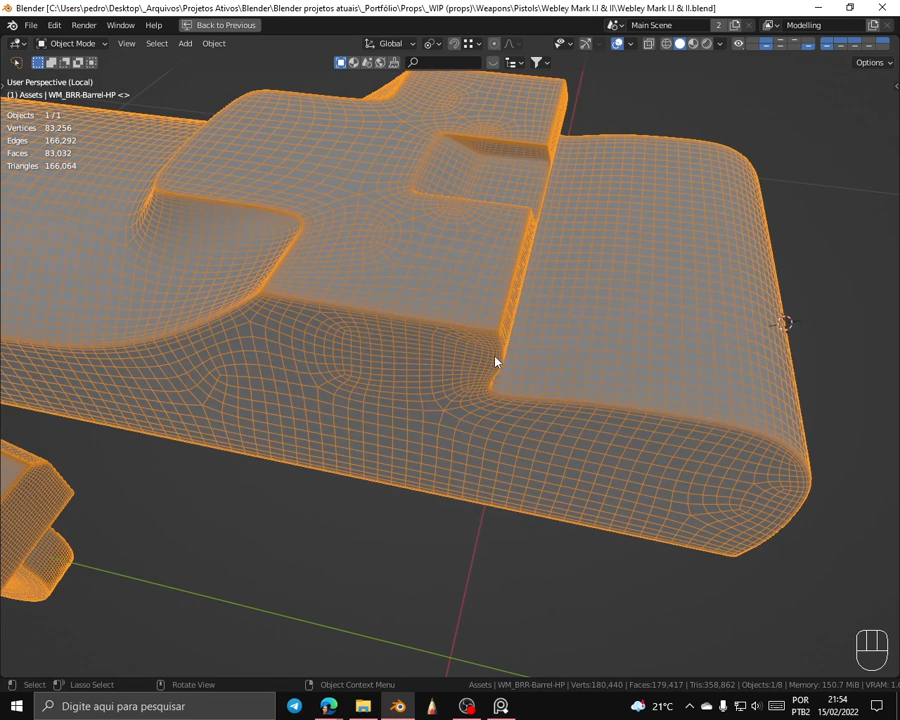 Blender [C:\Users\pedro\Desktop\_Arquivos\Projetos Ativos\Blender\Blender projetos atuais\_Portfólio\Props\_WIP (props)\Weapons\Pistols\Webley Mark I.I & II\Webley Mark I.I & II.blend]
File Edit Render Window Help Back to Previous Main Scene 2 Modelling
Object Mode View Select Add Object Global
Options
User Perspective (Local)
(1) Assets | WM_BRR-Barrel-HP <>
Objects 1/1
Vertices 83,256
Edges 166,292
Faces 83,032
Triangles 166,064
Select Lasso Select Rotate View Object Context Menu Assets | WM_BRR-Barrel-HP | Verts:180,440 | Faces:179,417 | Tris:358,862 | Objects:1/8 | Memory: 150.7 MiB | VRAM: 1.
Digite aqui para pesquisar 21°C POR PTB2 21:54 15/02/2022